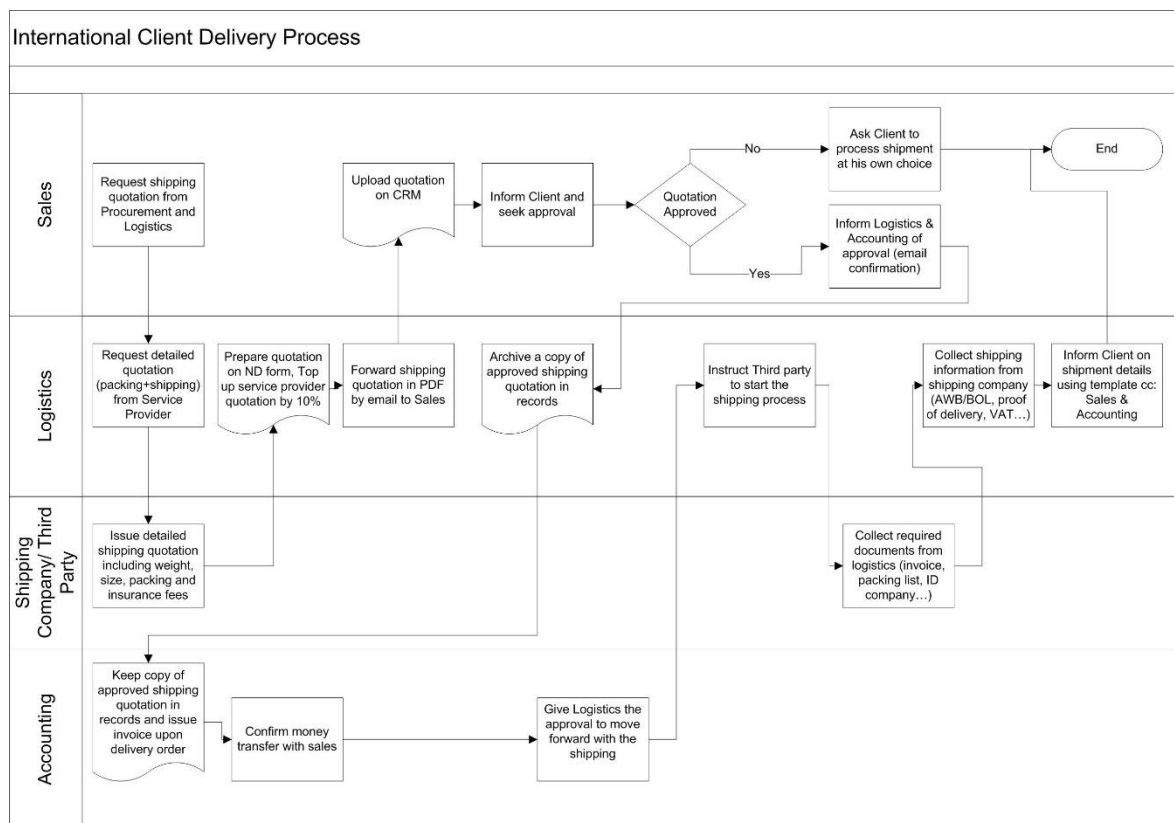 International Client Delivery Process
Sales
Request shipping
quotation from
Procurement and
Logistics
Upload quotation
on CRM
Inform Client and
seek approval
Quotation
Approved
No
Yes
Ask Client to
process shipment
at his own choice
Inform Logistics &
Accounting of
approval (email
confirmation)
End
Logistics
Request detailed
quotation
(packing+shipping)
from Service
Provider
Prepare quotation
on ND form, Top
up service provider
quotation by 10%
Forward shipping
quotation in PDF
by email to Sales
Archive a copy of
approved shipping
quotation in
records
Instruct Third party
to start the
shipping process
Collect shipping
information from
shipping company
(AWB/BOL, proof
of delivery, VAT…)
Inform Client on
shipment details
using template cc:
Sales &
Accounting
Shipping
Company/ Third
Party
Issue detailed
shipping quotation
including weight,
size, packing and
insurance fees
Collect required
documents from
logistics (invoice,
packing list, ID
company…)
Accounting
Keep copy of
approved shipping
quotation in
records and issue
invoice upon
delivery order
Confirm money
transfer with sales
Give Logistics the
approval to move
forward with the
shipping